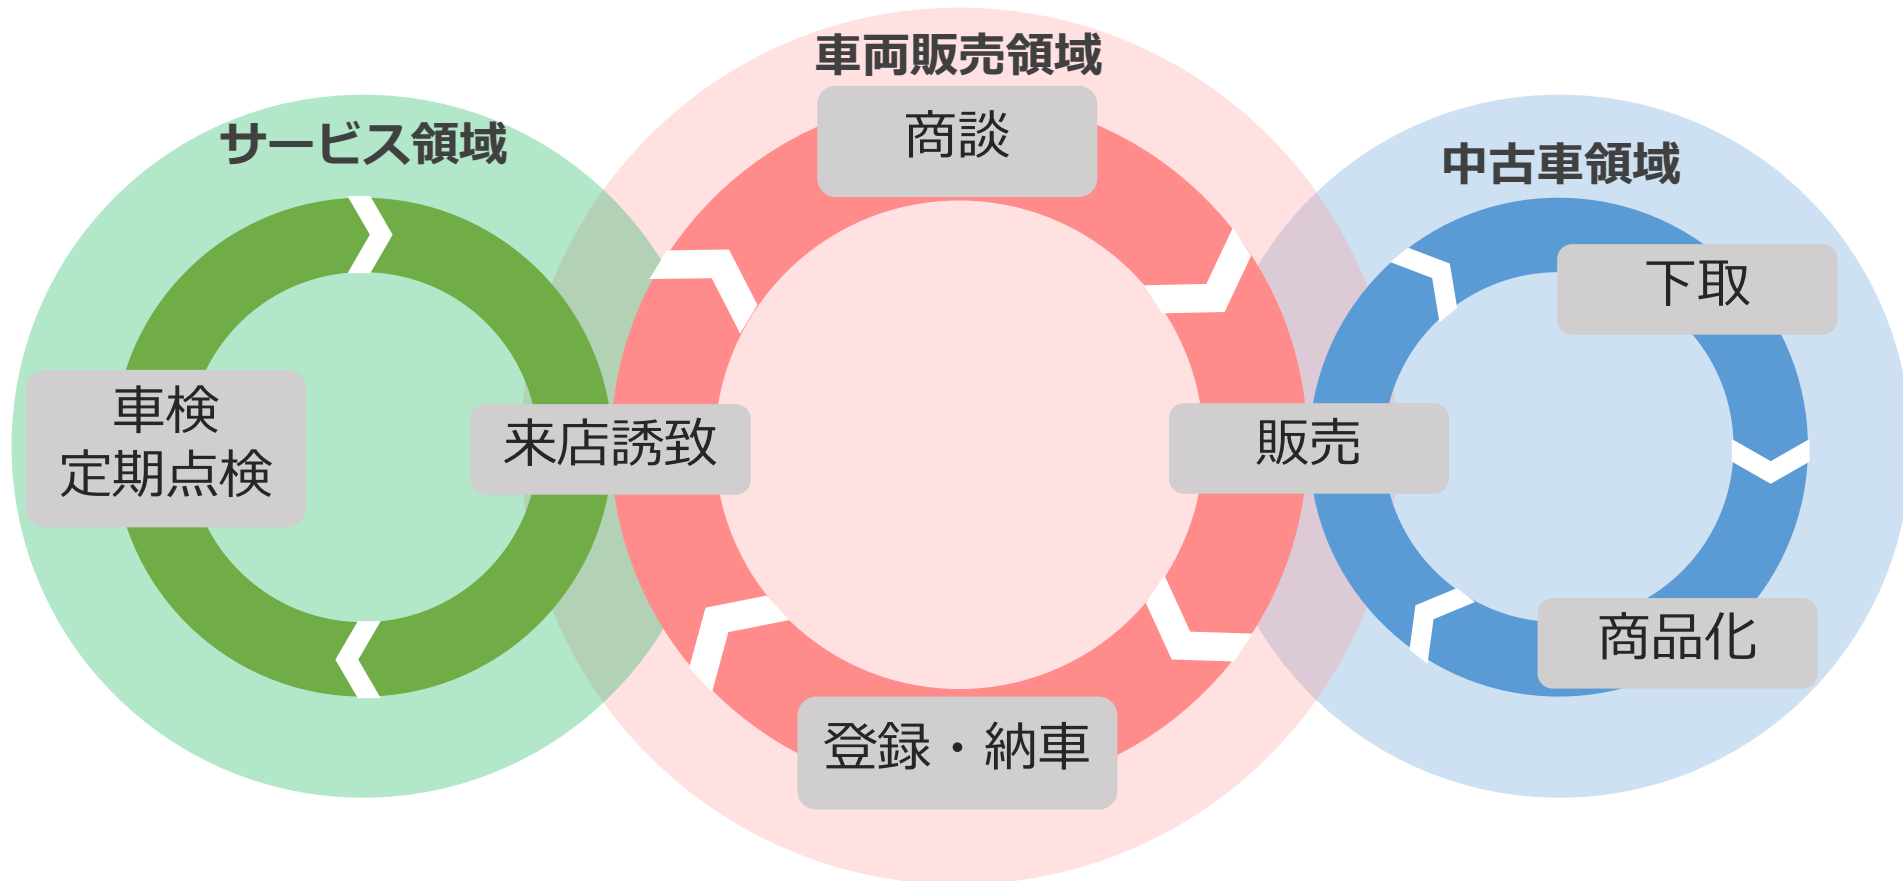 サービス領域
車検
定期点検
来店誘致
車両販売領域
商談
登録・納車
販売
中古車領域
下取
商品化